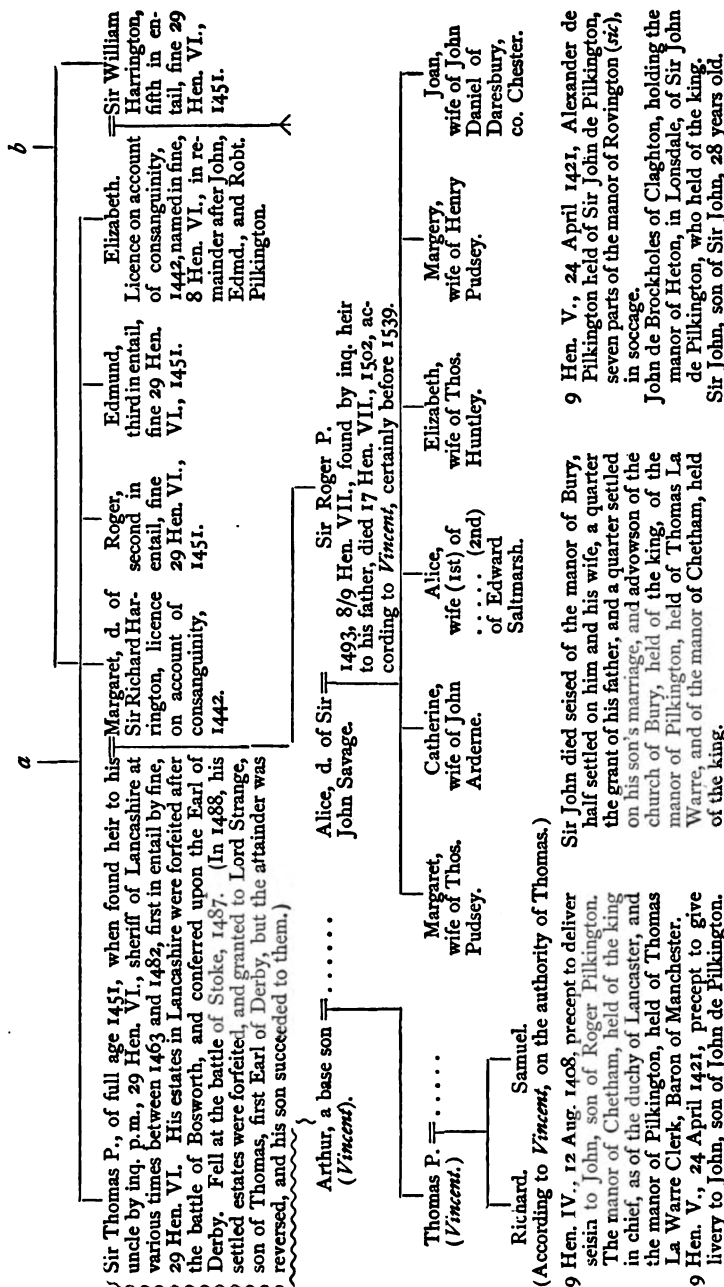 a
b
Sir Thomas P., of full age 1451, when found heir to his
uncle by inq. p.m., 29 Hen. VI., sheriff of Lancashire at
various times between 1463 and 1482, first in entail by fine,
29 Hen. VI. His estates in Lancashire were forfeited after
the battle of Bosworth, and conferred upon the Earl of
Derby. Fell at the battle of Stoke, 1487. (In 1488, his
settled estates were forfeited, and granted to Lord Strange,
son of Thomas, first Earl of Derby, but the attainder was
reversed, and his son succeeded to them.)
Margaret, d. of
Sir Richard Har-
rington, licence
on account of
consanguinity,
1442.
Roger,
second in
entail, fine
29 Hen. VI.,
1451.
Edmund,
third in entail,
fine 29 Hen.
VI., 1451.
Elizabeth.
Licence on account
of consanguinity,
1442, named in fine,
8 Hen. VI., in re-
mainder after John,
Edmd., and Robt.
Pilkington.
Sir William
Harrington,
fifth in en-
tail, fine 29
Hen. VI.,
1451.
Arthur, a base son = . . . . . .
(Vincent).
Alice, d. of Sir
John Savage.
Sir Roger P.
1493, 8/9 Hen. VII., found by inq. heir
to his father, died 17 Hen. VII., 1502, ac-
cording to Vincent, certainly before 1539.
Thomas P. = . . . . .
(Vincent.)
Margaret,
wife of Thos.
Pudsey.
Catherine,
wife of John
Arderne.
Alice,
wife (1st) of
. . . . . (2nd)
of Edward
Saltmarsh.
Elizabeth,
wife of Thos.
Huntley.
Margery,
wife of Henry
Pudsey.
Joan,
wife of John
Daniel of
Daresbury,
co. Chester.
Richard.
Samuel.
(According to Vincent, on the authority of Thomas.)
9 Hen. IV., 12 Aug. 1408, precept to deliver
seisin to John, son of Roger Pilkington.
The manor of Chetham, held of the king
in chief, as of the duchy of Lancaster, and
the manor of Pilkington, held of Thomas
La Warre Clerk, Baron of Manchester.
9 Hen. V., 24 April 1421, precept to give
livery to John, son of John de Pilkington.
Sir John died seised of the manor of Bury,
half settled on him and his wife, a quarter
the grant of his father, and a quarter settled
on his son's marriage, and advowson of the
church of Bury, held of the king, of the
manor of Pilkington, held of Thomas La
Warre, and of the manor of Chetham, held
of the king.
9 Hen. V., 24 April 1421, Alexander de
Pilkington held of Sir John de Pilkington,
seven parts of the manor of Rovington (sic),
in soccage.
John de Brockholes of Claghton, holding the
manor of Heton, in Lonsdale, of Sir John
de Pilkington, who held of the king.
Sir John, son of Sir John, 28 years old.